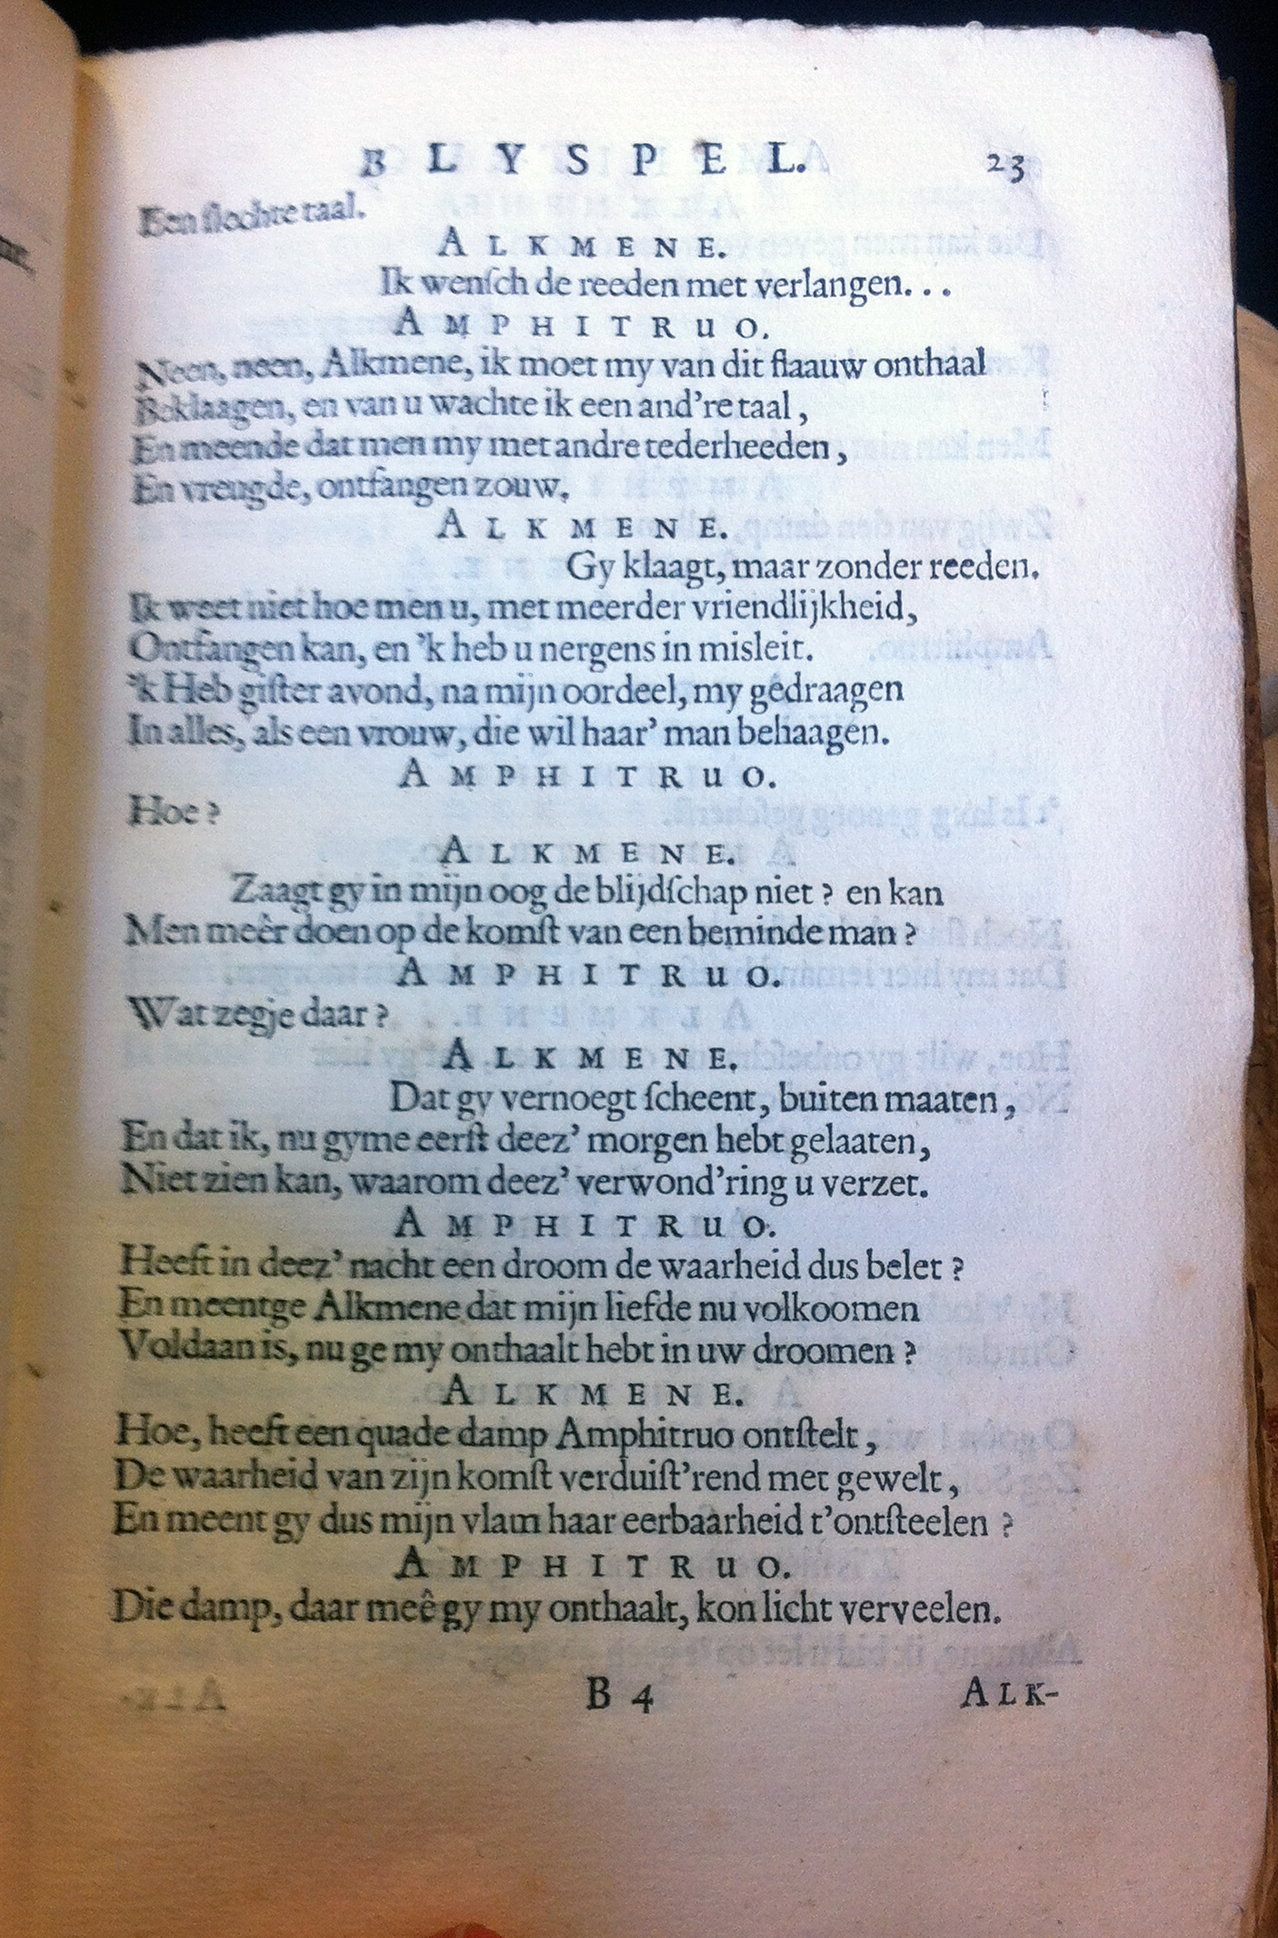 BLYSPEL. 23
Een slechte taal.
ALKMENE.
Ik wenſch de reeden met verlangen...
AMPHITRUO.
Neen, neen, Alkmene, ik moet my van dit flaauw onthaal
Beklaagen, en van u wachte ik een and're taal,
En meende dat men my met andre tederheeden,
En vreugde, ontfangen zouw.
ALKMENE.
Gy klaagt, maar zonder reeden.
Ik weet niet hoe men u, met meerder vriendlijkheid,
Ontfangen kan, en 'k heb u nergens in misleit.
'k Heb giſter avond, na mijn oordeel, my gedraagen
In alles, als een vrouw, die wil haar' man behaagen.
AMPHITRUO.
Hoe?
ALKMENE.
Zaagt gy in mijn oog de blijdſchap niet? en kan
Men meêr doen op de komſt van een beminde man?
AMPHITRUO.
Wat zegje daar?
ALKMENE.
Dat gy vernoegt ſcheent, buiten maaten,
En dat ik, nu gy me eerſt deez' morgen hebt gelaaten,
Niet zien kan, waarom deez' verwond'ring u verzet.
AMPHITRUO.
Heeft in deez' nacht een droom de waarheid dus belet?
En meentge Alkmene dat mijn liefde nu volkoomen
Voldaan is, nu ge my onthaalt hebt in uw droomen?
ALKMENE.
Hoe, heeft een quade damp Amphitruo ontſtelt,
De waarheid van zijn komſt verduiſt'rend met gewelt,
En meent gy dus mijn vlam haar eerbaarheid t'ontſteelen?
AMPHITRUO.
Die damp, daar meê gy my onthaalt, kon licht verveelen.
B 4 ALK-